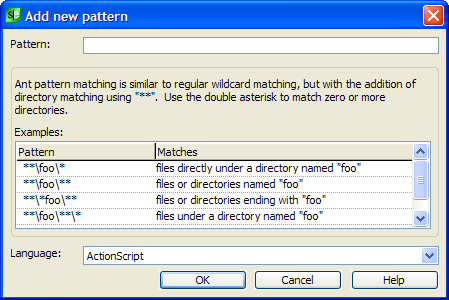 Add new pattern
Pattern:
Ant pattern matching is similar to regular wildcard matching, but with the addition of
directory matching using "**".  Use the double asterisk to match zero or more
directories.
Examples:
Pattern Matches
**\foo\* files directly under a directory named "foo"
**\foo\** files or directories named "foo"
**\*foo\** files or directories ending with "foo"
**\foo\**\* files under a directory named "foo"
Language: ActionScript
OK Cancel Help